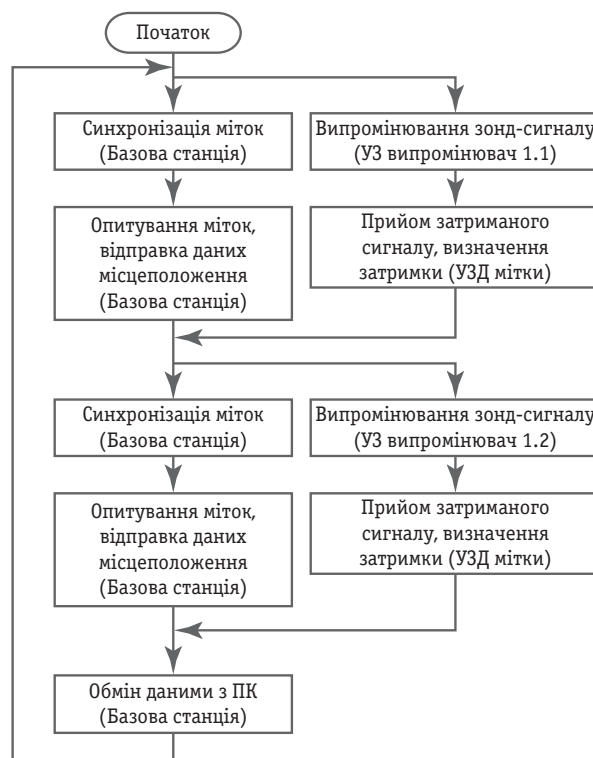 Початок
Синхронізація міток
(Базова станція)
Випромінювання зонд-сигналу
(УЗ випромінювач 1.1)
Опитування міток,
відправка даних
місцеположення
(Базова станція)
Прийом затриманого
сигналу, визначення
затримки (УЗД мітки)
Синхронізація міток
(Базова станція)
Випромінювання зонд-сигналу
(УЗ випромінювач 1.2)
Опитування міток,
відправка даних
місцеположення
(Базова станція)
Прийом затриманого
сигналу, визначення
затримки (УЗД мітки)
Обмін даними з ПК
(Базова станція)